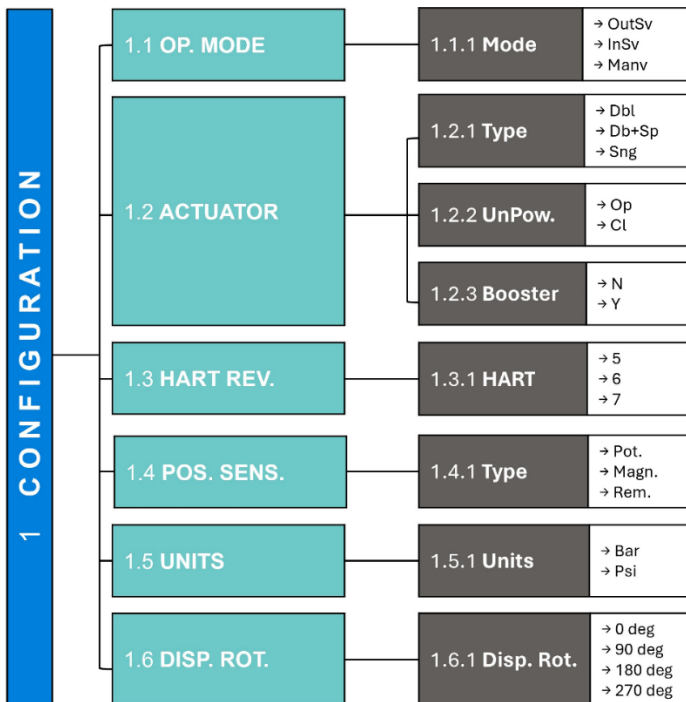 1 CONFIGURATION
1.1 OP. MODE
1.1.1 Mode
→ OutSv
→ InSv
→ Manv
1.2 ACTUATOR
1.2.1 Type
→ Dbl
→ Db+Sp
→ Sng
1.2.2 UnPow.
→ Op
→ Cl
1.2.3 Booster
→ N
→ Y
1.3 HART REV.
1.3.1 HART
→ 5
→ 6
→ 7
1.4 POS. SENS.
1.4.1 Type
→ Pot.
→ Magn.
→ Rem.
1.5 UNITS
1.5.1 Units
→ Bar
→ Psi
1.6 DISP. ROT.
1.6.1 Disp. Rot.
→ 0 deg
→ 90 deg
→ 180 deg
→ 270 deg